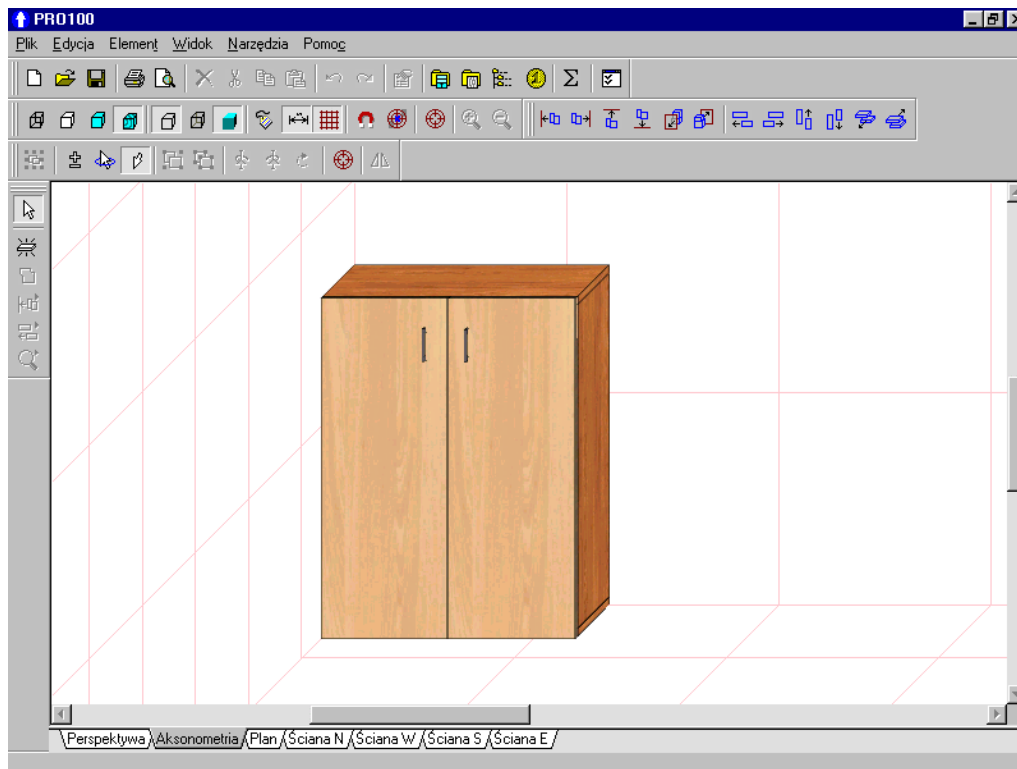 PRO100
Plik Edycja Element Widok Narzędzia Pomoc
Perspektywa Aksonometria Plan Ściana N Ściana W Ściana S Ściana E